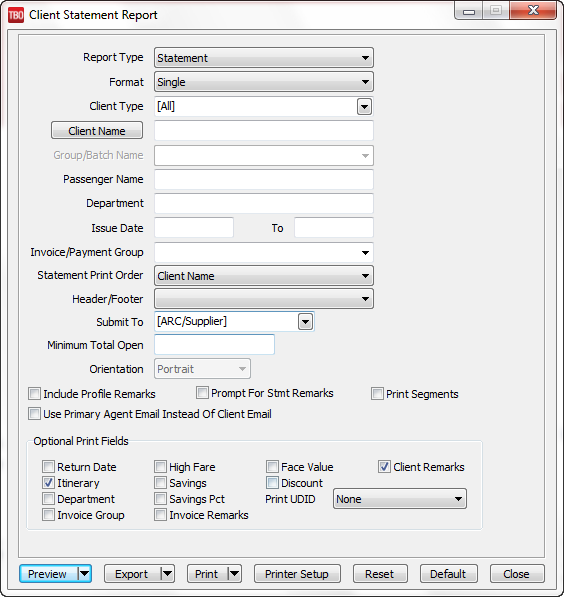 TBO Client Statement Report
Report Type Statement
Format Single
Client Type [All]
Client Name
Group/Batch Name
Passenger Name
Department
Issue Date To
Invoice/Payment Group
Statement Print Order Client Name
Header/Footer
Submit To [ARC/Supplier]
Minimum Total Open
Orientation Portrait
Include Profile Remarks Prompt For Stmt Remarks Print Segments
Use Primary Agent Email Instead Of Client Email
Optional Print Fields
Return Date High Fare Face Value Client Remarks
Itinerary Savings Discount
Department Savings Pct Print UDID None
Invoice Group Invoice Remarks
Preview Export Print Printer Setup Reset Default Close